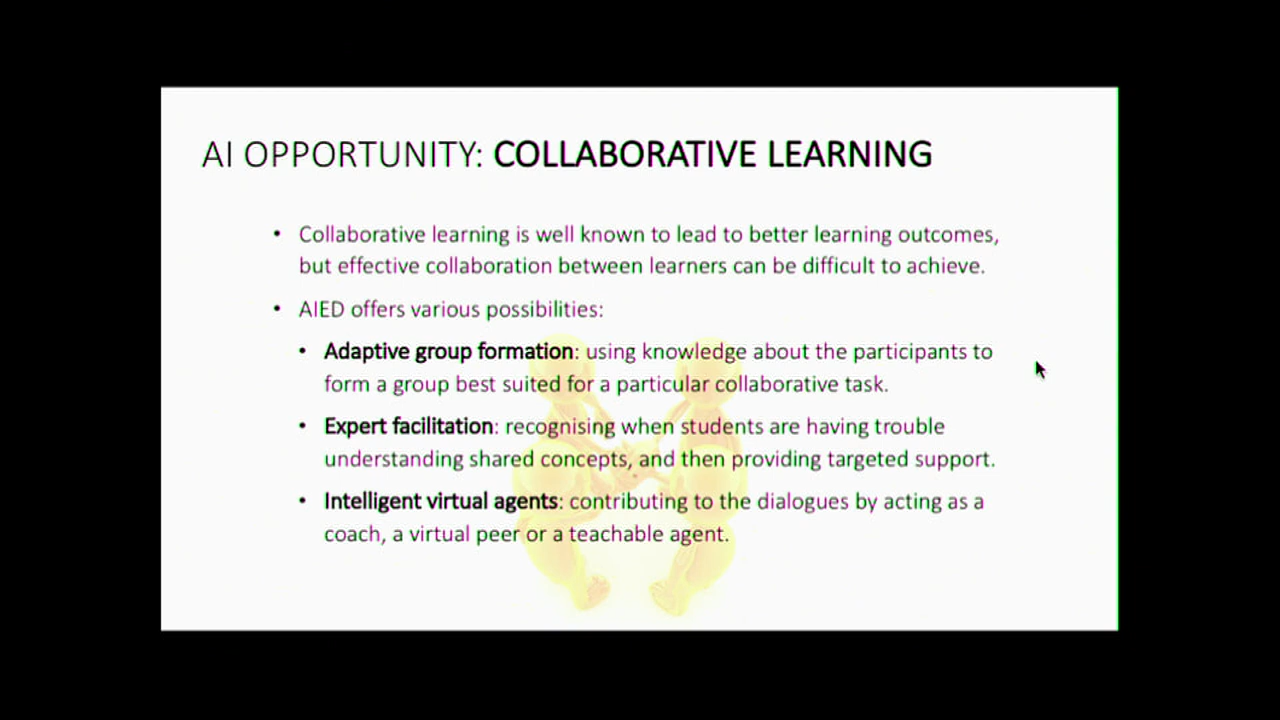 AI OPPORTUNITY: COLLABORATIVE LEARNING
• Collaborative learning is well known to lead to better learning outcomes,
but effective collaboration between learners can be difficult to achieve.
• AIED offers various possibilities:
• Adaptive group formation: using knowledge about the participants to
form a group best suited for a particular collaborative task.
• Expert facilitation: recognising when students are having trouble
understanding shared concepts, and then providing targeted support.
• Intelligent virtual agents: contributing to the dialogues by acting as a
coach, a virtual peer or a teachable agent.